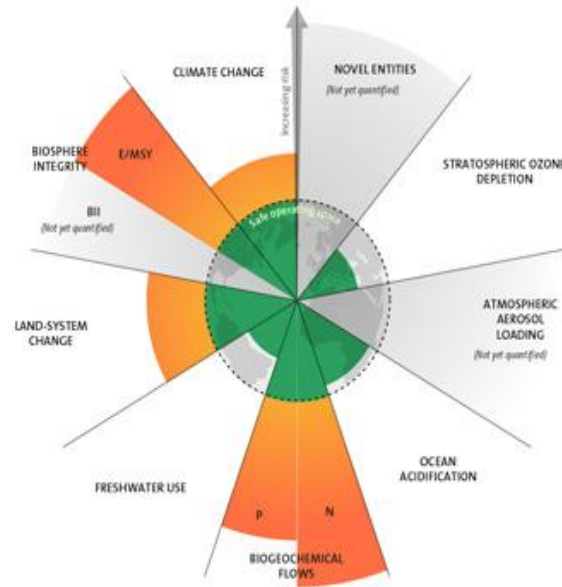 CLIMATE CHANGE
Increasing risk
NOVEL ENTITIES
(Not yet quantified)
STRATOSPHERIC OZONE
DEPLETION
ATMOSPHERIC
AEROSOL
LOADING
(Not yet quantified)
OCEAN
ACIDIFICATION
N
P
BIOGEOCHEMICAL
FLOWS
FRESHWATER USE
LAND-SYSTEM
CHANGE
BIOSPHERE
INTEGRITY
E/MSY
BII
(Not yet quantified)
Safe operating space